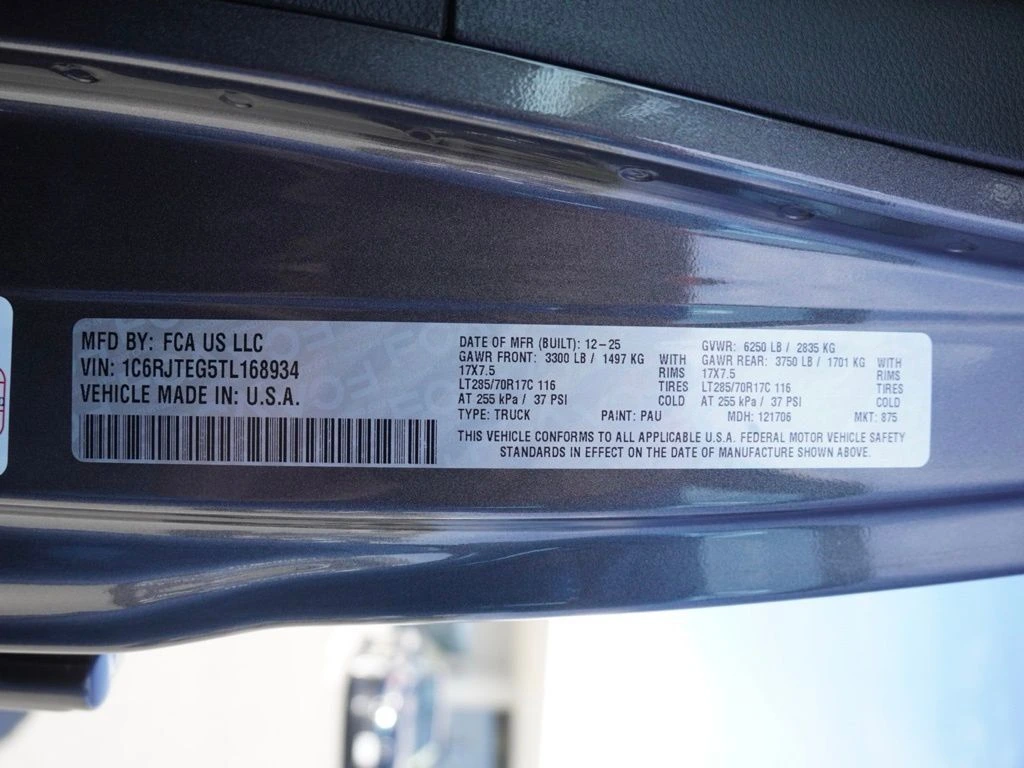 MFD BY: FCA US LLC
VIN: 1C6RJTEG5TL168934
VEHICLE MADE IN: U.S.A.
DATE OF MFR (BUILT): 12-25 GVWR: 6250 LB / 2835 KG
GAWR FRONT: 3300 LB / 1497 KG WITH GAWR REAR: 3750 LB / 1701 KG WITH
17X7.5 RIMS 17X7.5 RIMS
LT285/70R17C 116 TIRES LT285/70R17C 116 TIRES
AT 255 kPa / 37 PSI COLD AT 255 kPa / 37 PSI COLD
TYPE: TRUCK PAINT: PAU MDH: 121706 MKT: 875
THIS VEHICLE CONFORMS TO ALL APPLICABLE U.S.A. FEDERAL MOTOR VEHICLE SAFETY
STANDARDS IN EFFECT ON THE DATE OF MANUFACTURE SHOWN ABOVE.